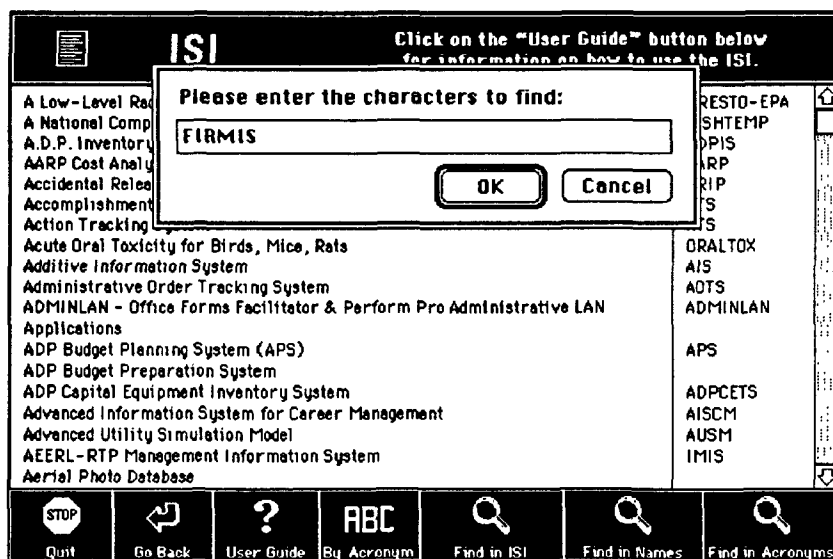 ISI
Click on the "User Guide" button below
for information on how to use the ISI.
Please enter the characters to find:
FIRMIS
OK
Cancel
A Low-Level Rad
RESTO-EPA
A National Comp
SHTEMP
A.D.P. Inventory
DPIS
AARP Cost Analy
ARP
Accidental Relea
RIP
Accomplishment
TS
Action Tracking
TS
Acute Oral Toxicity for Birds, Mice, Rats
ORALTOX
Additive Information System
AIS
Administrative Order Tracking System
AOTS
ADMINLAN - Office Forms Facilitator & Perform Pro Administrative LAN
ADMINLAN
Applications
ADP Budget Planning System (APS)
APS
ADP Budget Preparation System
ADP Capital Equipment Inventory System
ADPCETS
Advanced Information System for Career Management
AISCM
Advanced Utility Simulation Model
AUSM
AEERL-RTP Management Information System
IMIS
Aerial Photo Database
STOP
Quit
Go Back
?
User Guide
ABC
By Acronym
Find in ISI
Find in Names
Find in Acronyms